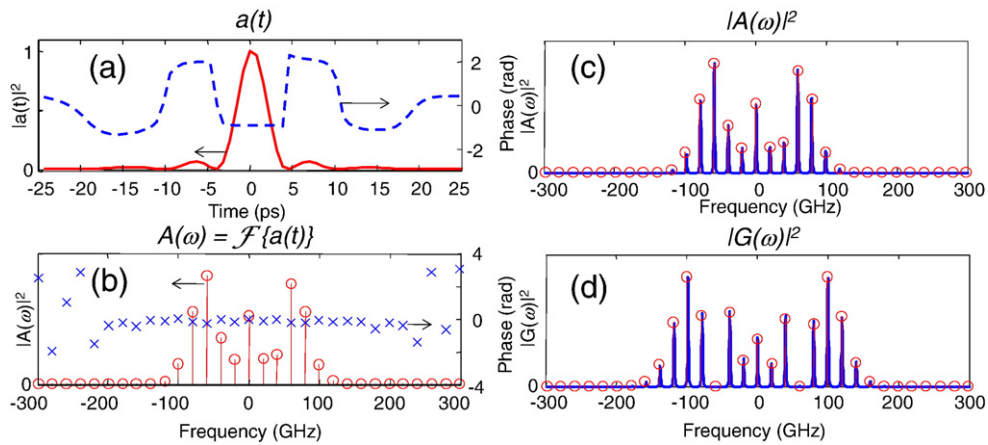 a(t)
(a)
|a(t)|²
1
0
2
0
-2
Phase (rad)
-25 -20 -15 -10 -5 0 5 10 15 20 25
Time (ps)
A(ω) = ℱ{a(t)}
(b)
|A(ω)|²
0
4
0
-4
Phase (rad)
-300 -200 -100 0 100 200 300
Frequency (GHz)
|A(ω)|²
(c)
|A(ω)|²
0
-300 -200 -100 0 100 200 300
Frequency (GHz)
|G(ω)|²
(d)
|G(ω)|²
0
-300 -200 -100 0 100 200 300
Frequency (GHz)